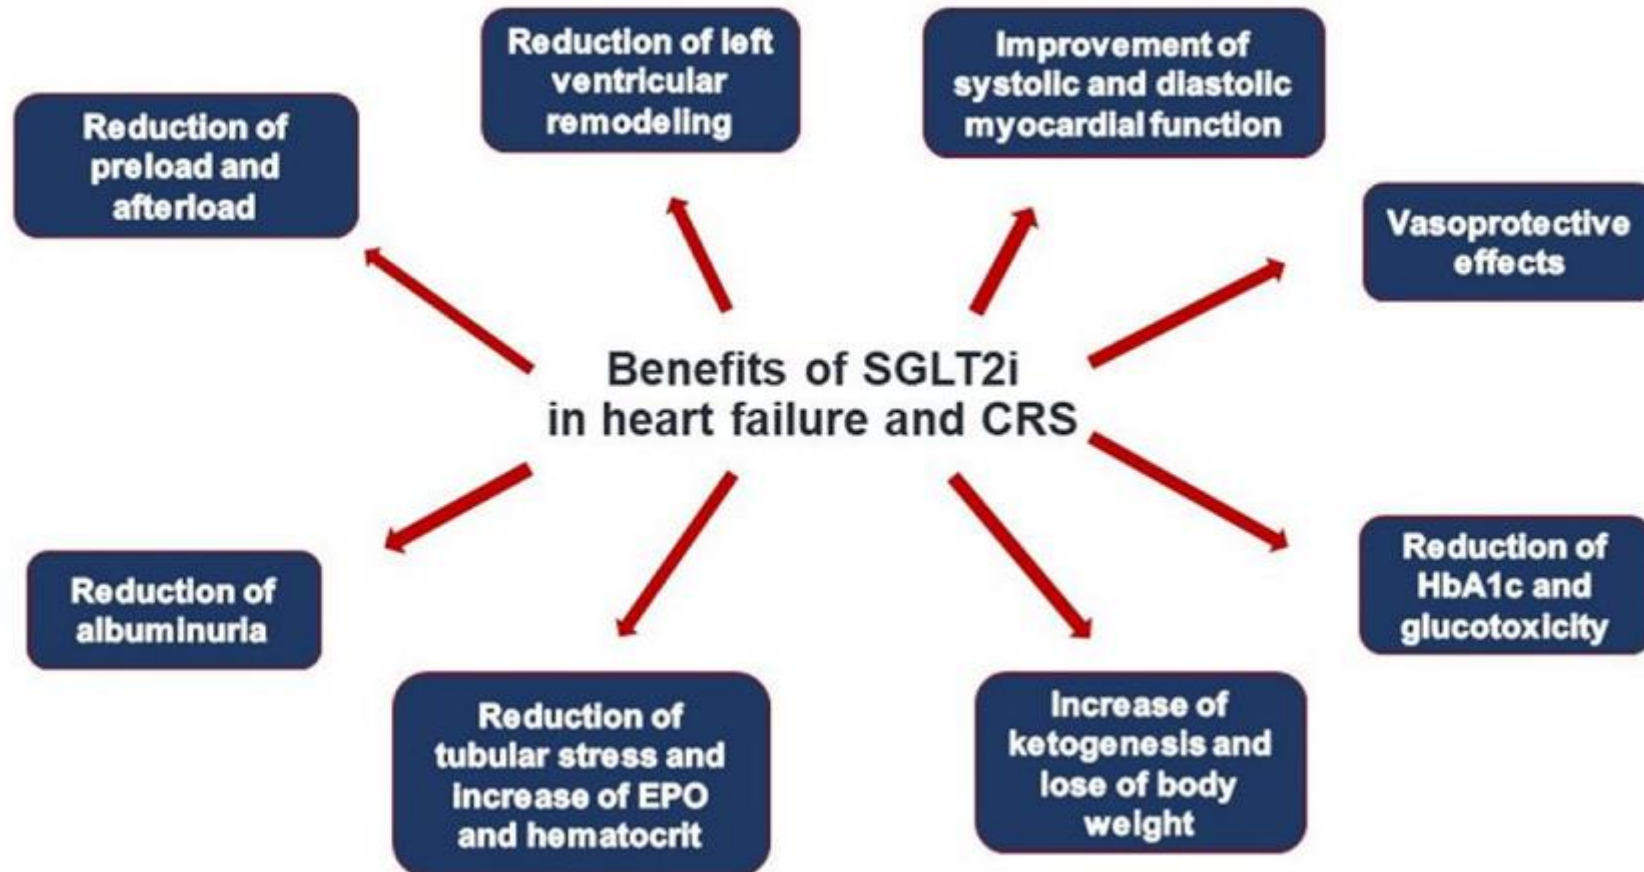 Reduction of left
ventricular
remodeling
Improvement of
systolic and diastolic
myocardial function
Reduction of
preload and
afterload
Vasoprotective
effects
Benefits of SGLT2i
in heart failure and CRS
Reduction of
albuminuria
Reduction of
HbA1c and
glucotoxicity
Reduction of
tubular stress and
increase of EPO
and hematocrit
Increase of
ketogenesis and
lose of body
weight